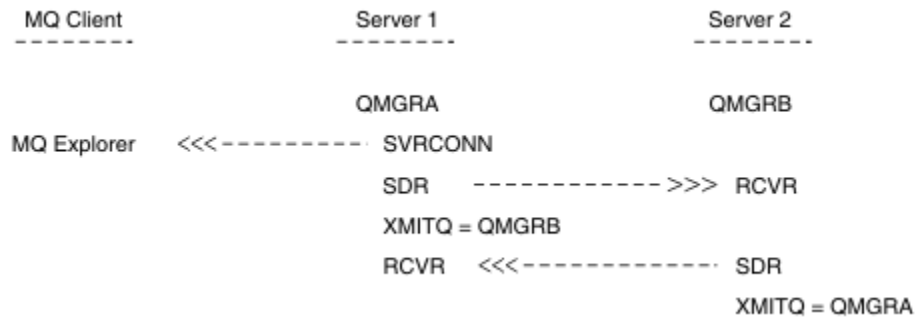 MQ Client Server 1 Server 2
QMGRA QMGRB
MQ Explorer <<<---------- SVRCONN
SDR ------------->>> RCVR
XMITQ = QMGRB
RCVR <<<-------------- SDR
XMITQ = QMGRA